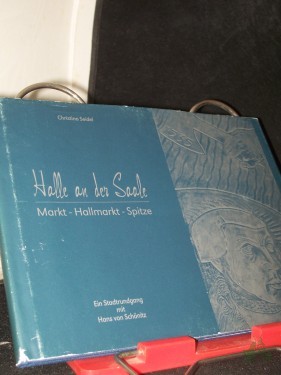 Christine Seidel
Halle an der Saale
Markt - Hallmarkt - Spitze
Ein Stadtrundgang
mit
Hans von Schönitz